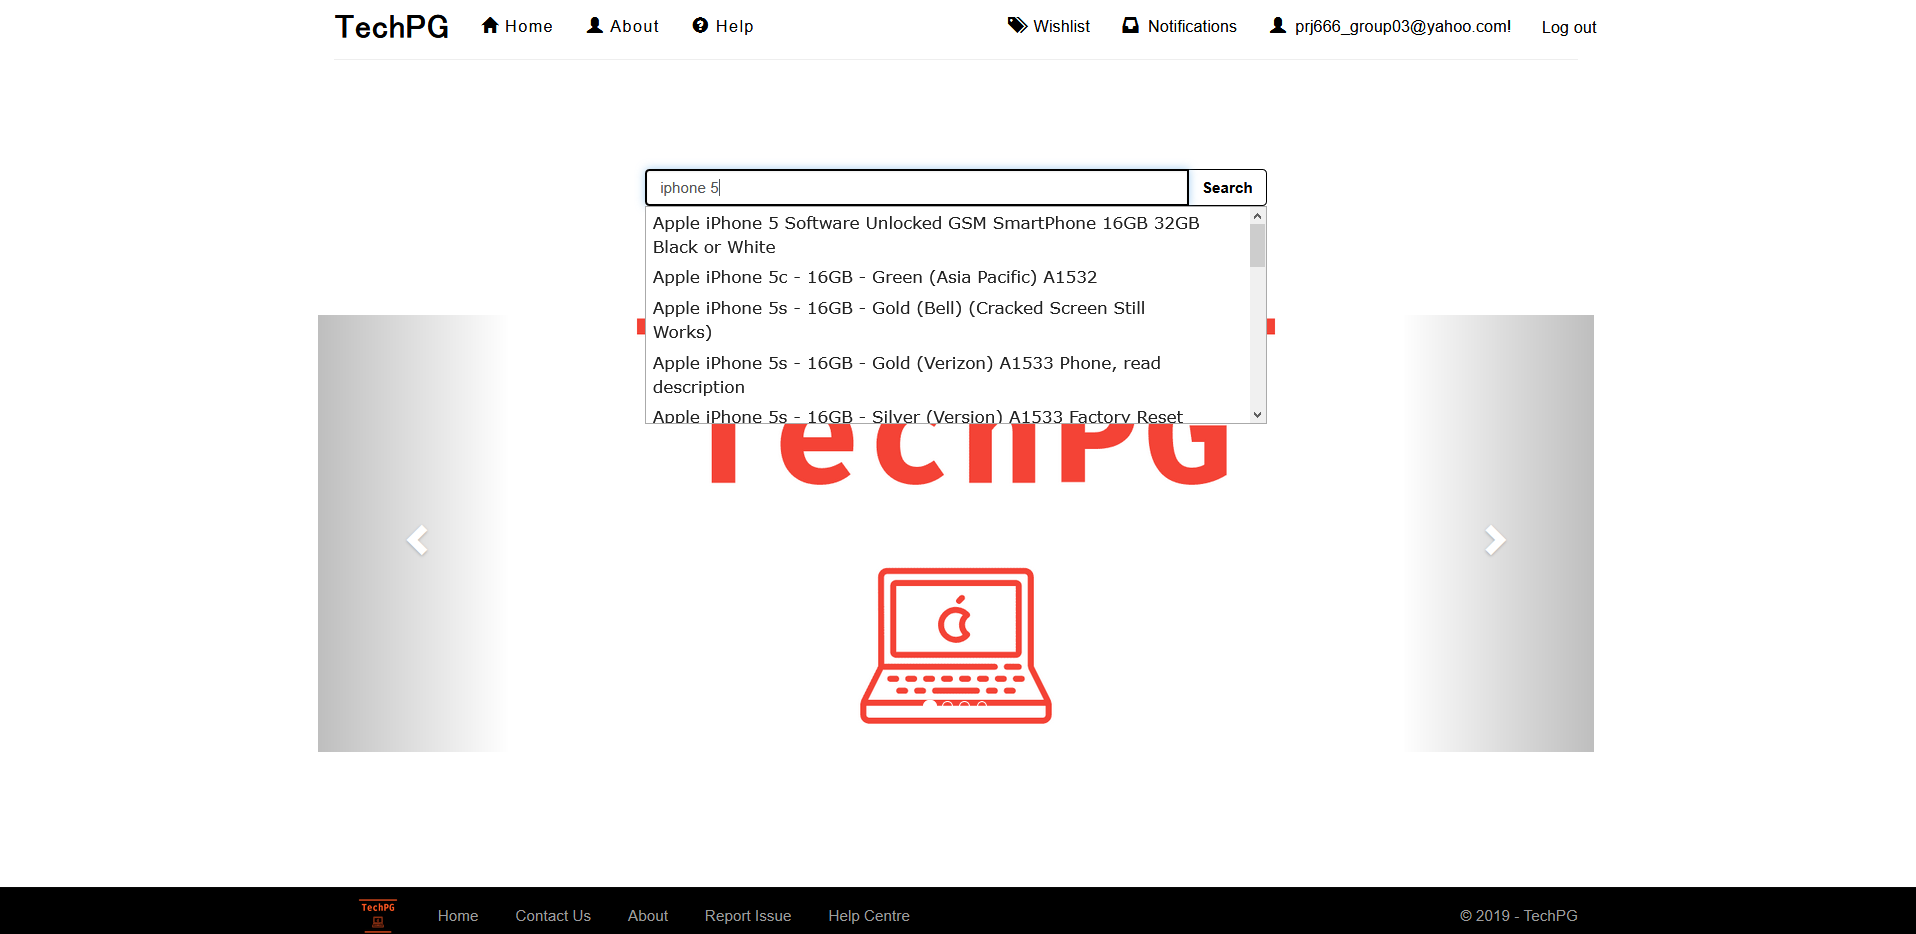 TechPG Home About Help Wishlist Notifications prj666_group03@yahoo.com! Log out
iphone 5 Search
Apple iPhone 5 Software Unlocked GSM SmartPhone 16GB 32GB
Black or White
Apple iPhone 5c - 16GB - Green (Asia Pacific) A1532
Apple iPhone 5s - 16GB - Gold (Bell) (Cracked Screen Still
Works)
Apple iPhone 5s - 16GB - Gold (Verizon) A1533 Phone, read
description
Apple iPhone 5s - 16GB - Silver (Version) A1533 Factory Reset
TechPG
TechPG Home Contact Us About Report Issue Help Centre © 2019 - TechPG